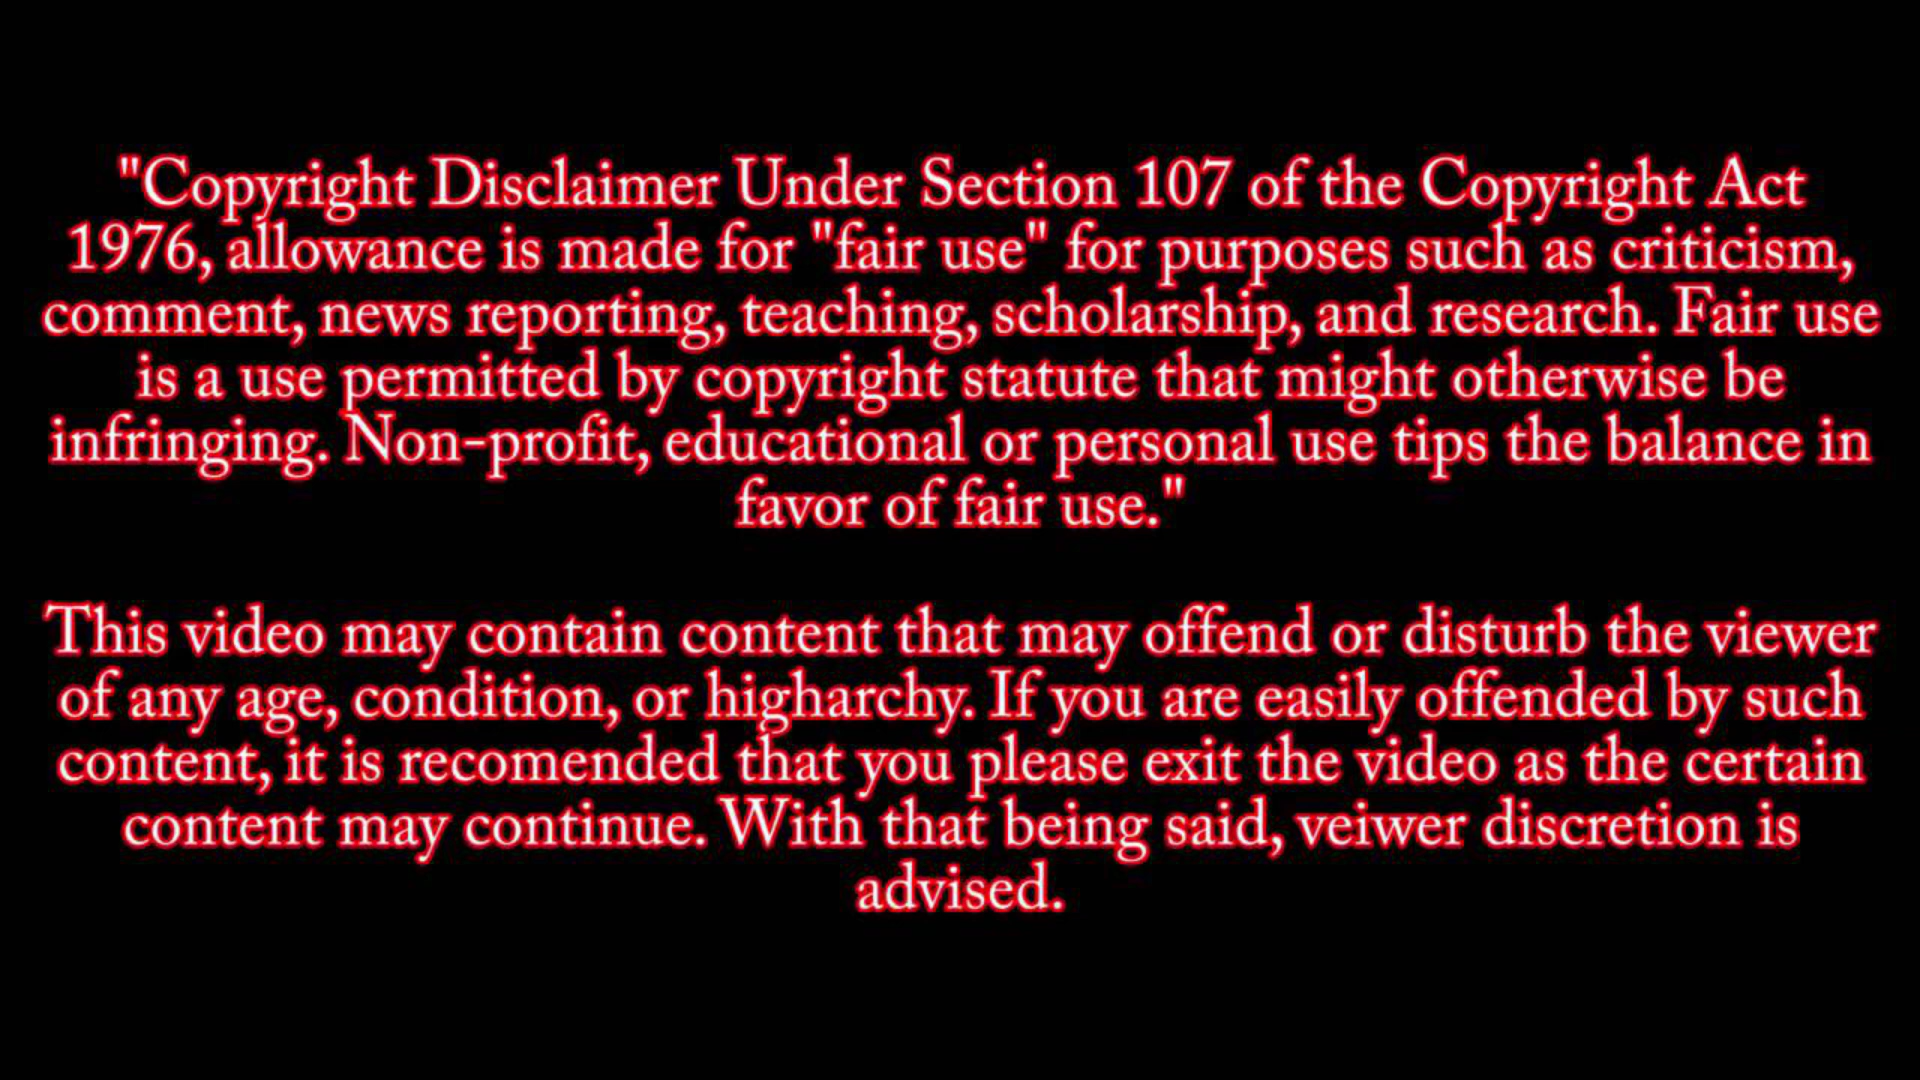 "Copyright Disclaimer Under Section 107 of the Copyright Act
1976, allowance is made for "fair use" for purposes such as criticism,
comment, news reporting, teaching, scholarship, and research. Fair use
is a use permitted by copyright statute that might otherwise be
infringing. Non-profit, educational or personal use tips the balance in
favor of fair use."
This video may contain content that may offend or disturb the viewer
of any age, condition, or higharchy. If you are easily offended by such
content, it is recomended that you please exit the video as the certain
content may continue. With that being said, veiwer discretion is
advised.